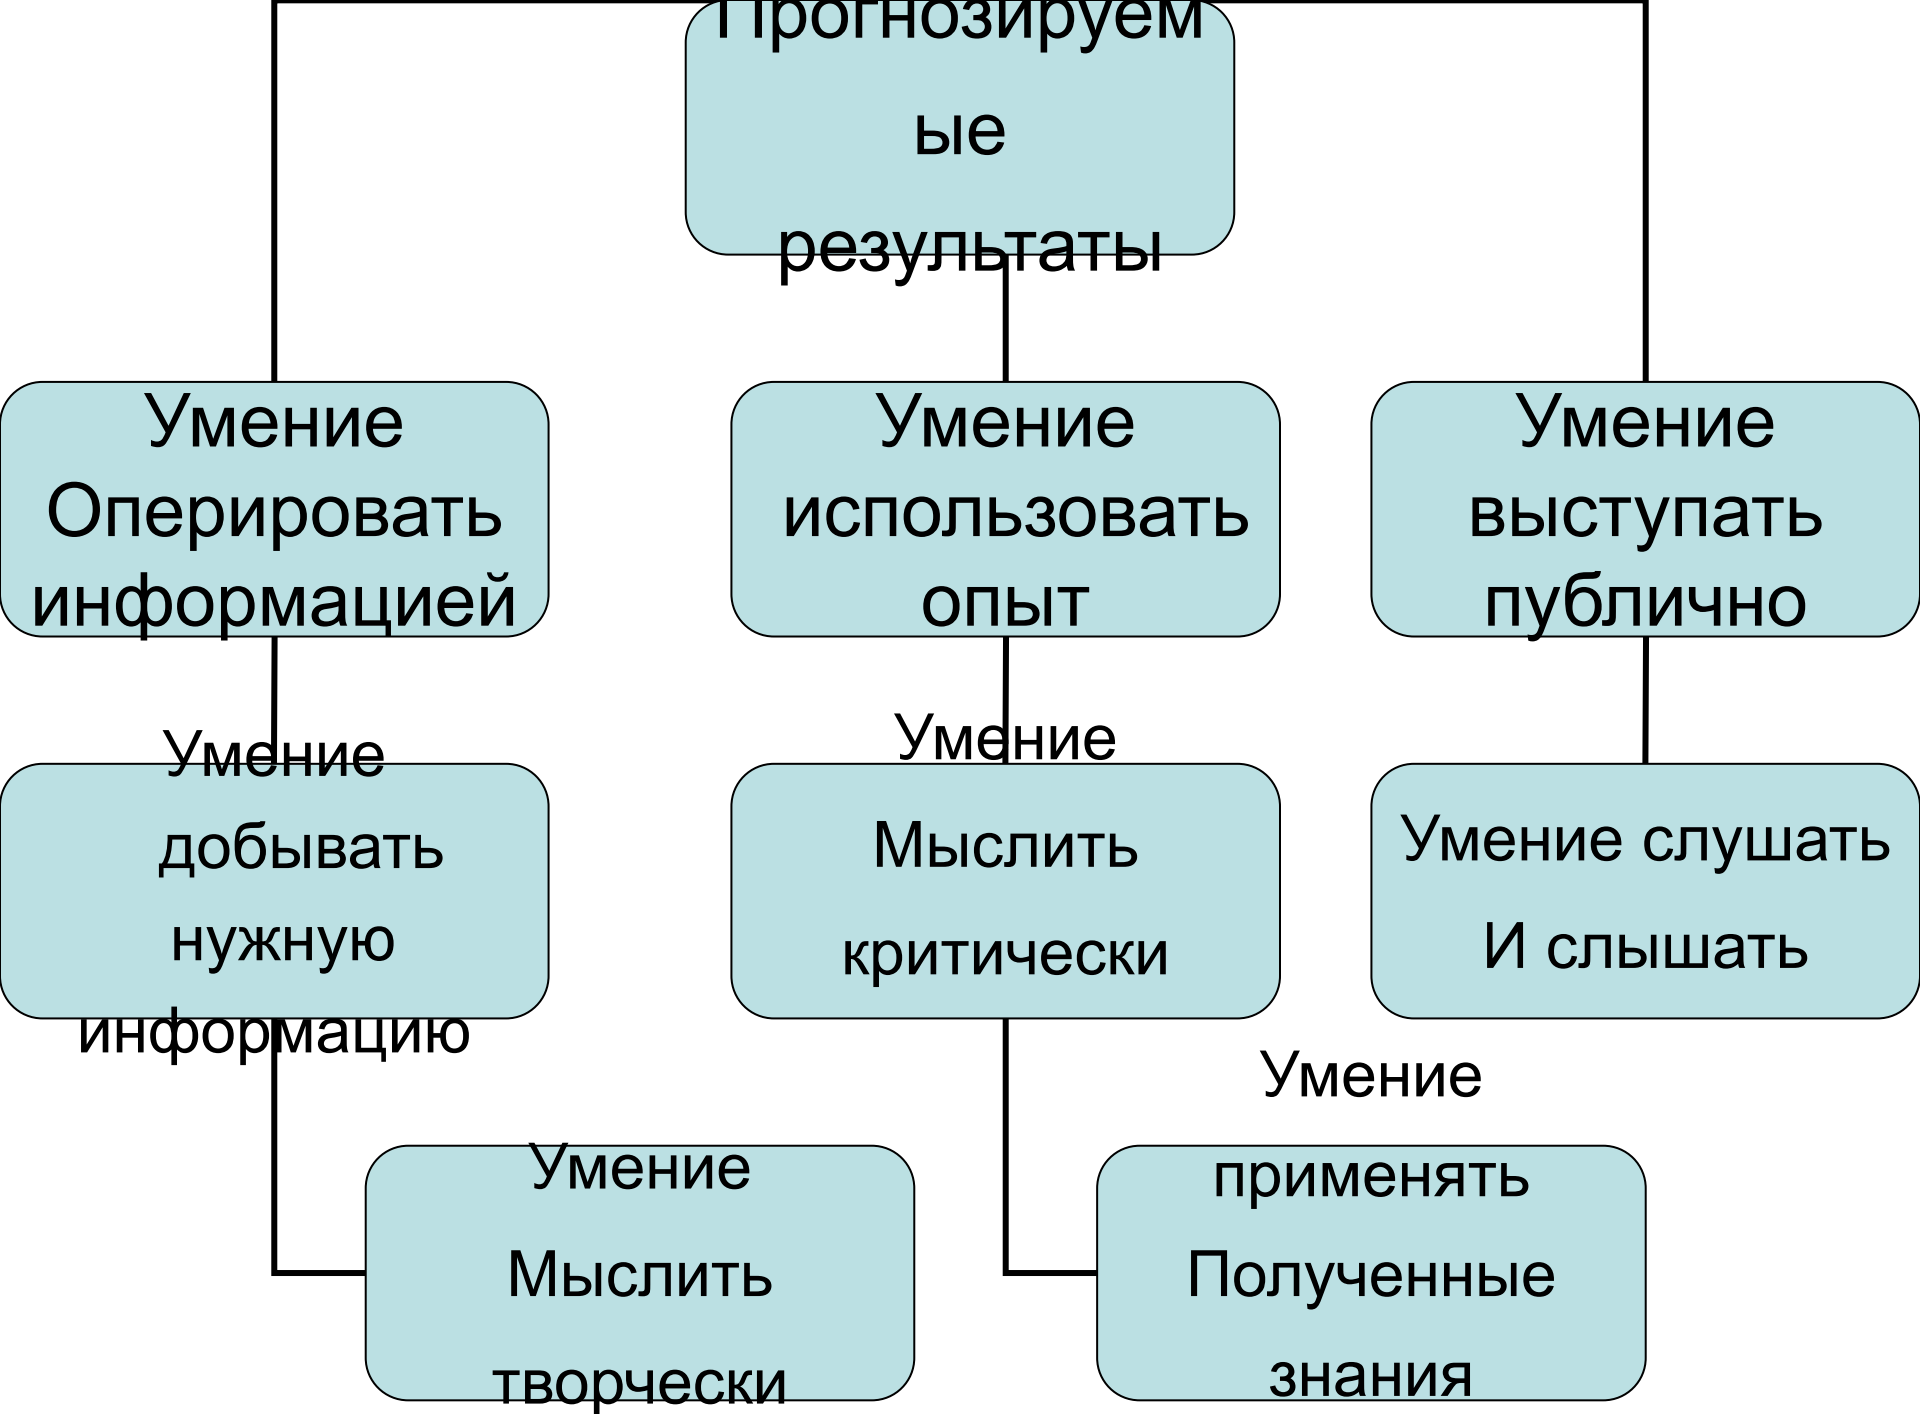 Прогнозируем
ые
результаты
Умение
Оперировать
информацией
Умение
использовать
опыт
Умение
выступать
публично
Умение
добывать
нужную
информацию
Умение
Мыслить
критически
Умение слушать
И слышать
Умение
Мыслить
творчески
Умение
применять
Полученные
знания